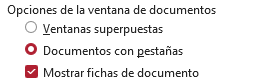 Opciones de la ventana de documentos
Ventanas superpuestas
Documentos con pestañas
Mostrar fichas de documento